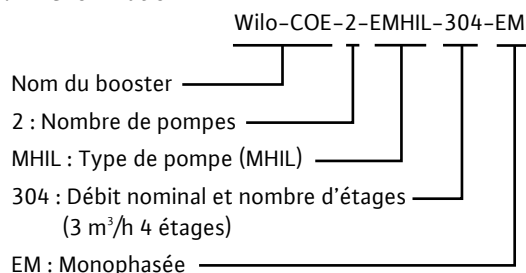 Wilo-COE-2-EMHIL-304-EM
Nom du booster
2 : Nombre de pompes
MHIL : Type de pompe (MHIL)
304 : Débit nominal et nombre d'étages
(3 m³/h 4 étages)
EM : Monophasée